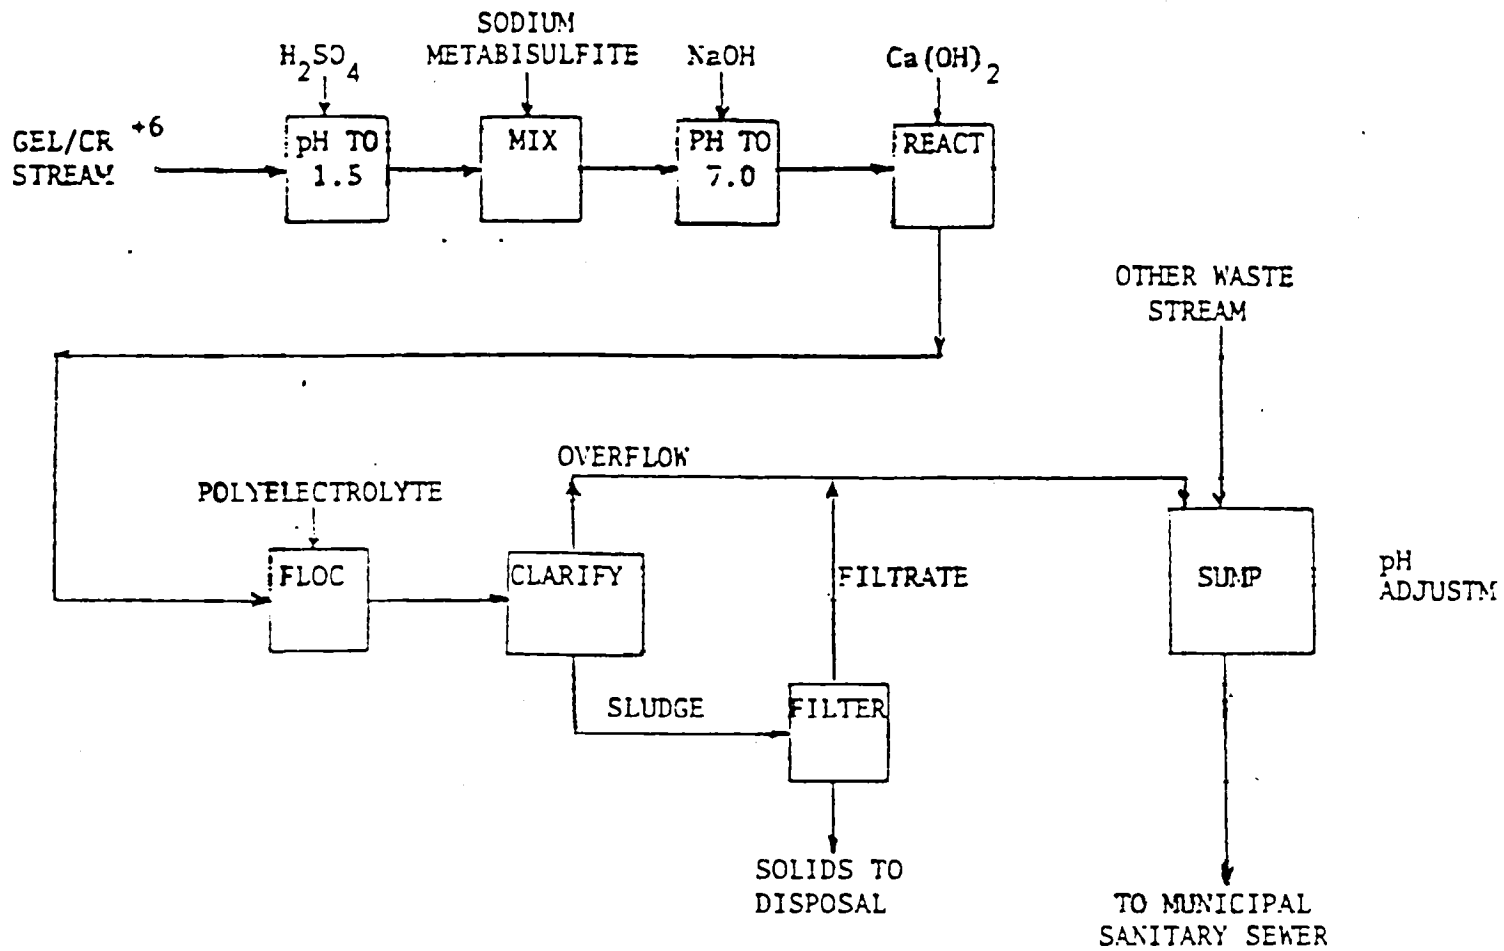 SODIUM
METABISULFITE
H2SO4
NaOH
Ca(OH)2
GEL/CR +6
STREAM
pH TO
1.5
MIX
PH TO
7.0
REACT
OTHER WASTE
STREAM
OVERFLOW
POLYELECTROLYTE
FLOC
CLARIFY
FILTRATE
SUMP
pH
ADJUSTM
SLUDGE
FILTER
SOLIDS TO
DISPOSAL
TO MUNICIPAL
SANITARY SEWER